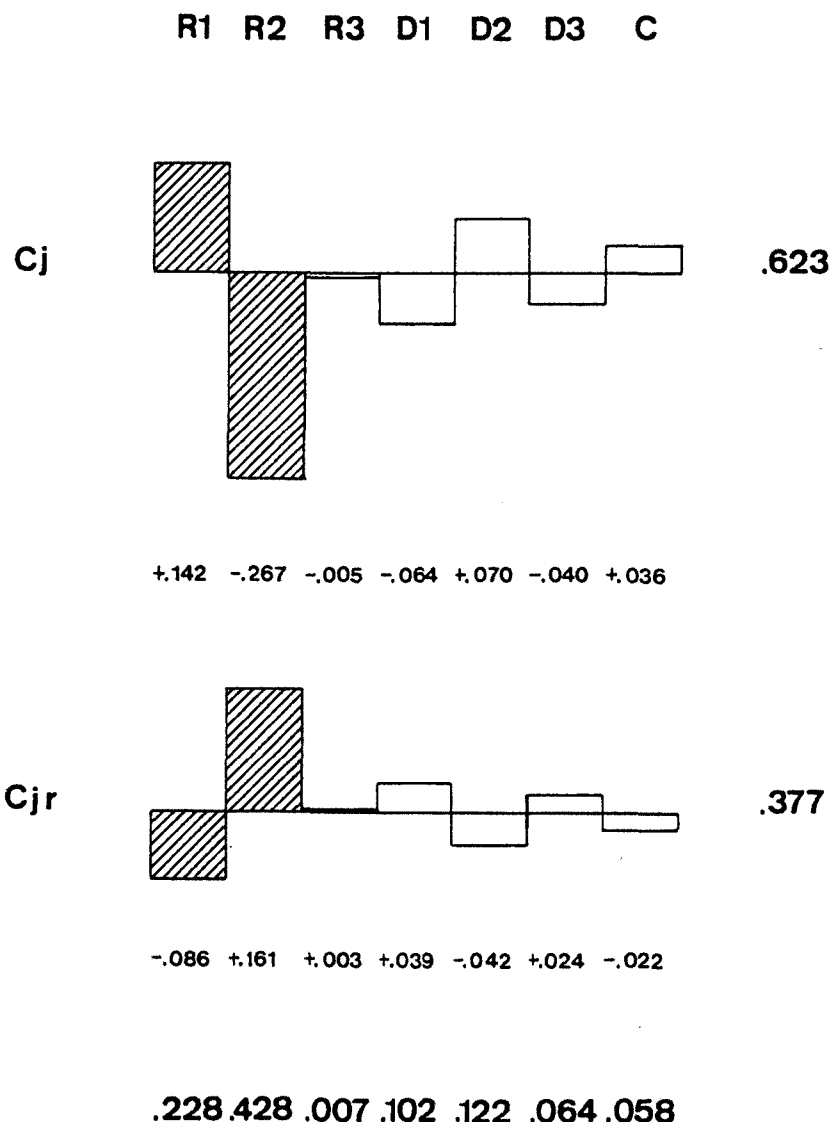 R1 R2 R3 D1 D2 D3 C
Cj .623
+.142 -.267 -.005 -.064 +.070 -.040 +.036
Cjr .377
-.086 +.161 +.003 +.039 -.042 +.024 -.022
.228 .428 .007 .102 .122 .064 .058